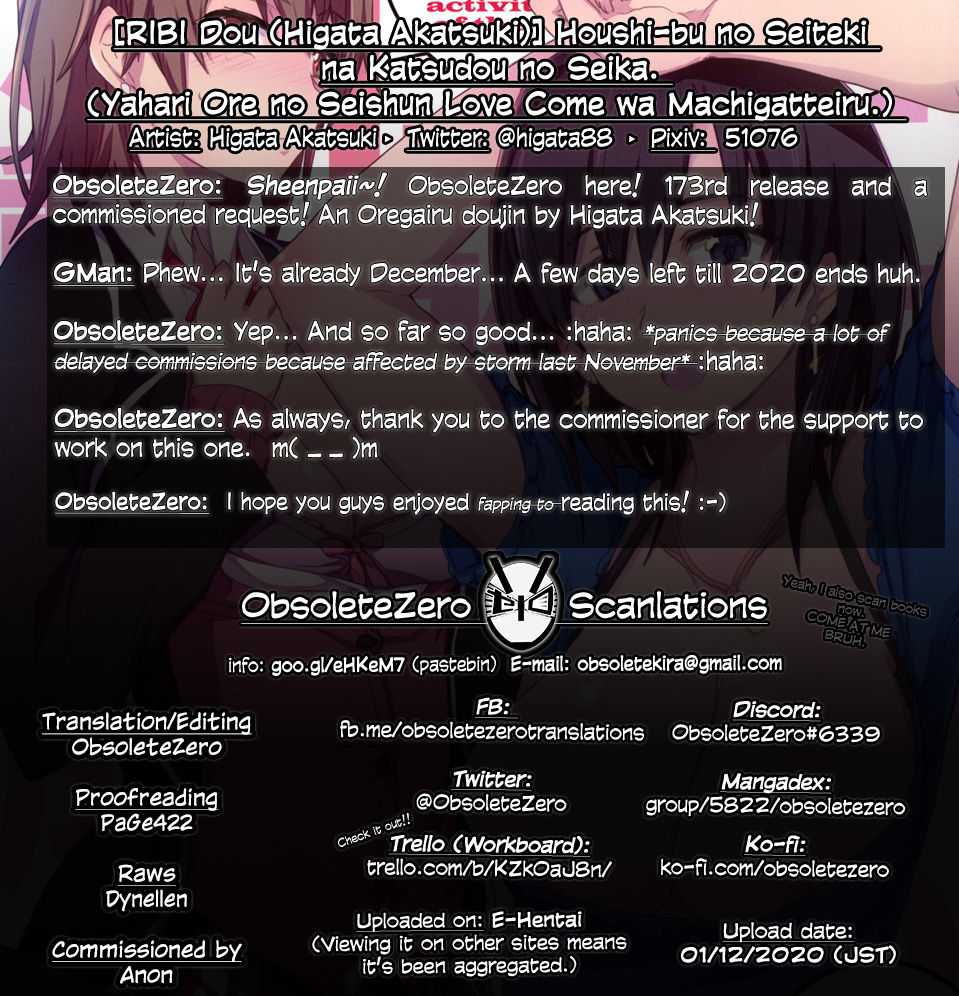 activit
of th
[RIBI Dou (Higata Akatsuki)] Houshi-bu no Seiteki
na Katsudou no Seika.
(Yahari Ore no Seishun Love Come wa Machigatteiru.)
Artist: Higata Akatsuki ▸ Twitter: @higata88 ▸ Pixiv: 51076
ObsoleteZero: Sheenpaii~! ObsoleteZero here! 173rd release and a
commissioned request! An Oregairu doujin by Higata Akatsuki!
GMan: Phew... It's already December... A few days left till 2020 ends huh.
ObsoleteZero: Yep... And so far so good... :haha: *panics because a lot of
delayed commissions because affected by storm last November* :haha:
ObsoleteZero: As always, thank you to the commissioner for the support to
work on this one. m( _ _ )m
ObsoleteZero: I hope you guys enjoyed fapping to reading this! :-)
ObsoleteZero Scanlations
Yeah, I also scan books
now.
COME AT ME
BRUH.
info: goo.gl/eHKeM7 (pastebin) E-mail: obsoletekira@gmail.com
Translation/Editing
ObsoleteZero
Proofreading
PaGe422
Raws
Dynellen
Commissioned by
Anon
FB:
fb.me/obsoletezerotranslations
Twitter:
@ObsoleteZero
Check it out!!
Trello (Workboard):
trello.com/b/KZkOaJ8n/
Uploaded on: E-Hentai
(Viewing it on other sites means
it's been aggregated.)
Discord:
ObsoleteZero#6339
Mangadex:
group/5822/obsoletezero
Ko-fi:
ko-fi.com/obsoletezero
Upload date:
01/12/2020 (JST)